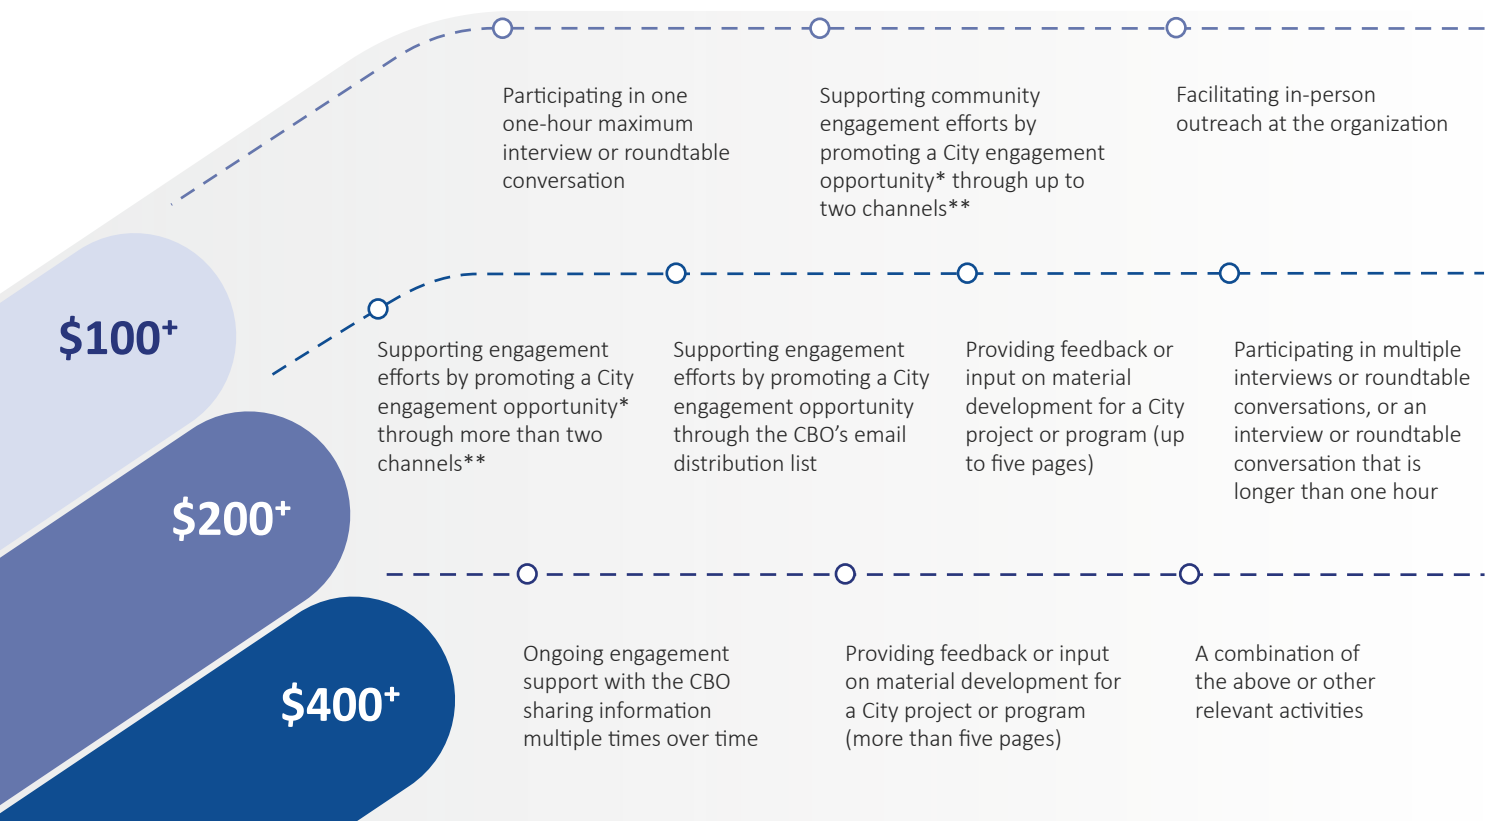 $100+
Participating in one
one-hour maximum
interview or roundtable
conversation
Supporting community
engagement efforts by
promoting a City engagement
opportunity* through up to
two channels**
Facilitating in-person
outreach at the organization
$200+
Supporting engagement
efforts by promoting a City
engagement opportunity*
through more than two
channels**
Supporting engagement
efforts by promoting a City
engagement opportunity
through the CBO’s email
distribution list
Providing feedback or
input on material
development for a City
project or program (up
to five pages)
Participating in multiple
interviews or roundtable
conversations, or an
interview or roundtable
conversation that is
longer than one hour
$400+
Ongoing engagement
support with the CBO
sharing information
multiple times over time
Providing feedback or input
on material development for
a City project or program
(more than five pages)
A combination of
the above or other
relevant activities